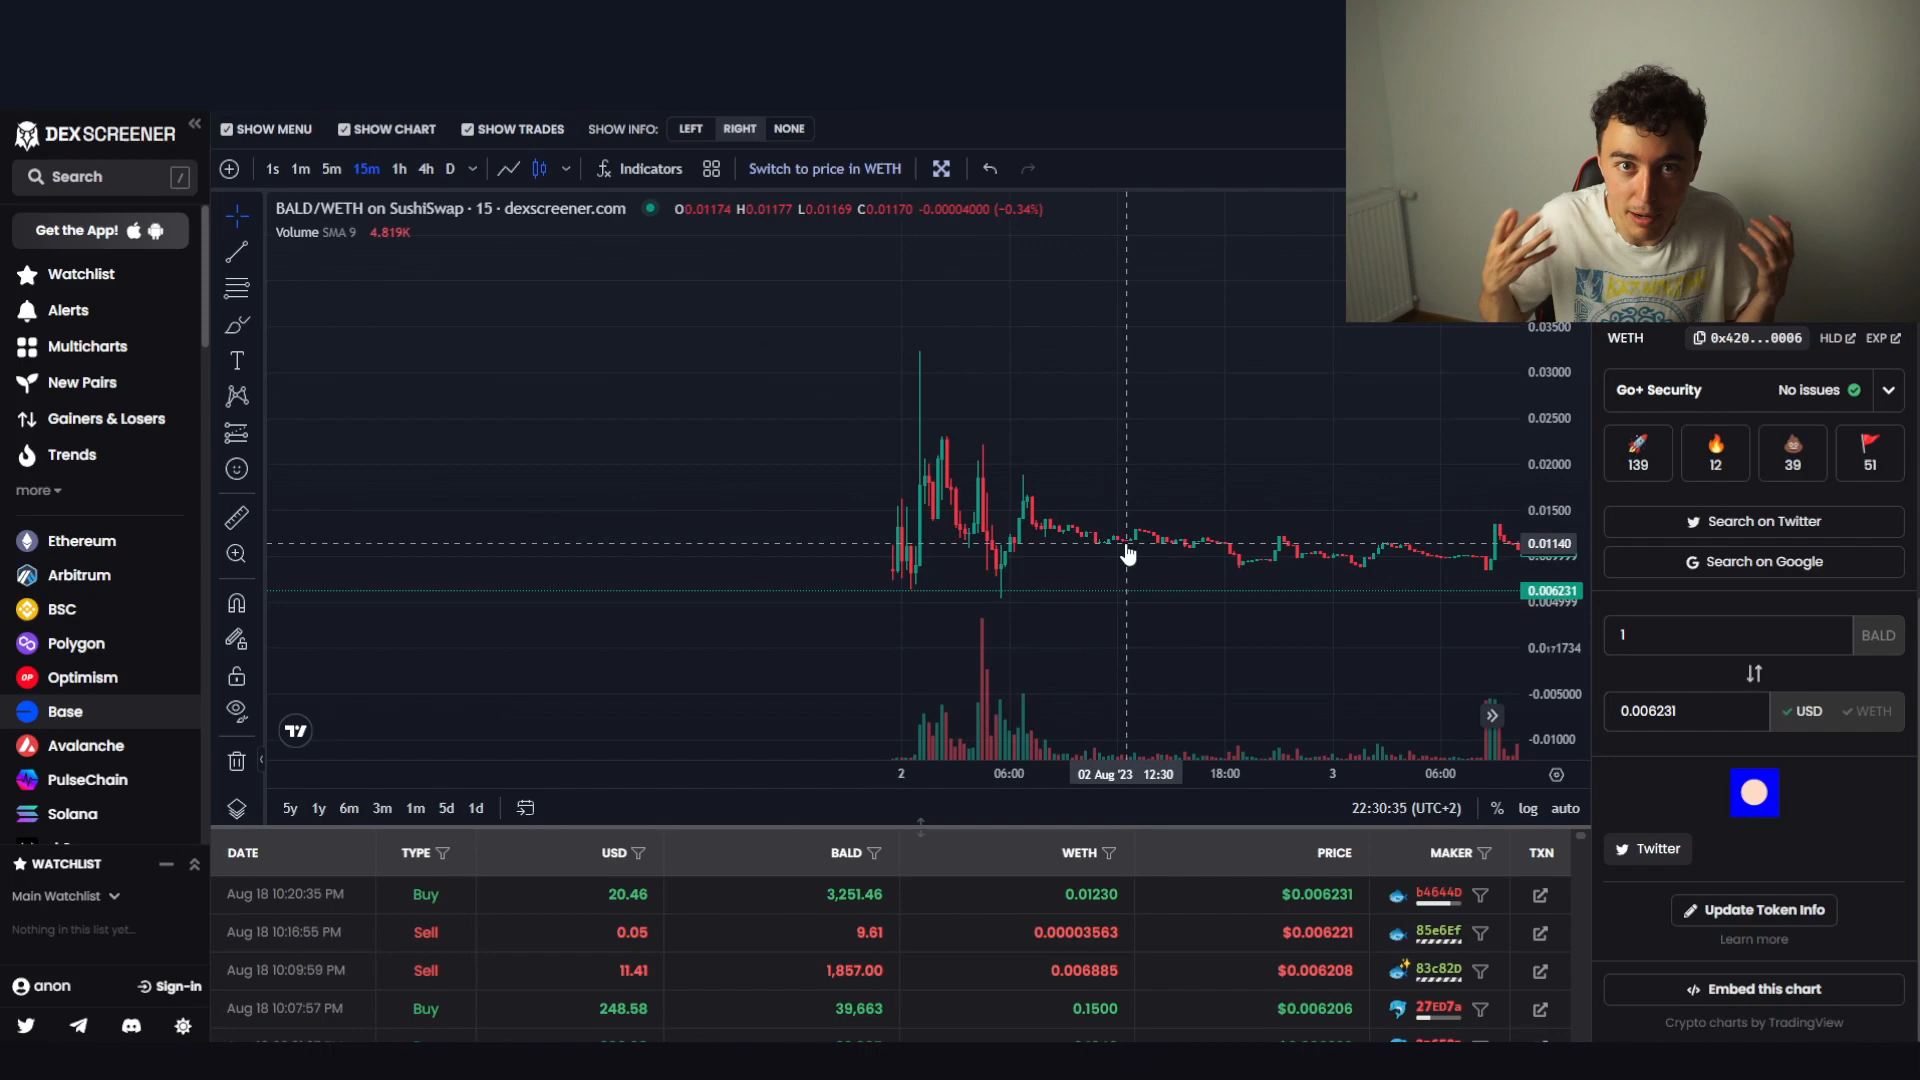 DEX SCREENER
Search
/
Get the App!
Watchlist
Alerts
Multicharts
New Pairs
Gainers & Losers
Trends
more
Ethereum
Arbitrum
BSC
Polygon
OP
Optimism
Base
Avalanche
PulseChain
Solana
WATCHLIST
Main Watchlist
Nothing in this list yet...
anon
Sign-in
SHOW MENU
SHOW CHART
SHOW TRADES
SHOW INFO:
LEFT
RIGHT
NONE
1s 1m 5m 15m 1h 4h D
Indicators
Switch to price in WETH
BALD/WETH on SushiSwap · 15 · dexscreener.com
O0.01174 H0.01177 L0.01169 C0.01170 -0.00004000 (-0.34%)
Volume SMA 9 4.819K
0.03500
0.03000
0.02500
0.02000
0.01500
0.01140
0.006231
0.004999
-0.005000
-0.01000
2 06:00 02 Aug '23 12:30 18:00 3 06:00
5y 1y 6m 3m 1m 5d 1d
22:30:35 (UTC+2)
% log auto
DATE TYPE USD BALD WETH PRICE MAKER TXN
Aug 18 10:20:35 PM Buy 20.46 3,251.46 0.01230 $0.006231 b4644D
Aug 18 10:16:55 PM Sell 0.05 9.61 0.00003563 $0.006221 85e6Ef
Aug 18 10:09:59 PM Sell 11.41 1,857.00 0.006885 $0.006208 83c82D
Aug 18 10:07:57 PM Buy 248.58 39,663 0.1500 $0.006206 27ED7a
WETH
0x420...0006
HLD
EXP
Go+ Security
No issues
139
12
39
51
Search on Twitter
Search on Google
1
BALD
0.006231
USD
WETH
Twitter
Update Token Info
Learn more
Embed this chart
Crypto charts by TradingView